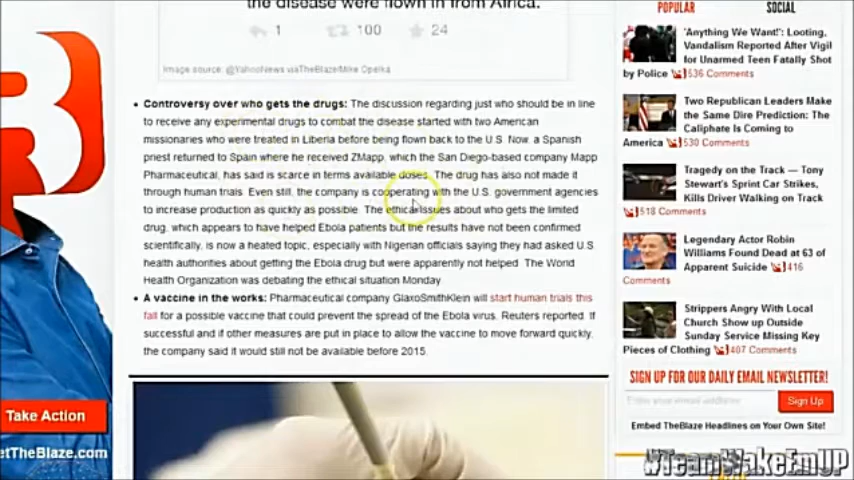 the disease were flown in from Africa.
1 100 24
Image source: @YahooNews viaTheBlaze/Mike Opelka
• Controversy over who gets the drugs: The discussion regarding just who should be in line
to receive any experimental drugs to combat the disease started with two American
missionaries who were treated in Liberia before being flown back to the U.S. Now, a Spanish
priest returned to Spain where he received ZMapp, which the San Diego-based company Mapp
Pharmaceutical, has said is scarce in terms available doses. The drug has also not made it
through human trials. Even still, the company is cooperating with the U.S. government agencies
to increase production as quickly as possible. The ethical issues about who gets the limited
drug, which appears to have helped Ebola patients but the results have not been confirmed
scientifically, is now a heated topic, especially with Nigerian officials saying they had asked U.S.
health authorities about getting the Ebola drug but were apparently not helped. The World
Health Organization was debating the ethical situation Monday.
• A vaccine in the works: Pharmaceutical company GlaxoSmithKlein will start human trials this
fall for a possible vaccine that could prevent the spread of the Ebola virus, Reuters reported. If
successful and if other measures are put in place to allow the vaccine to move forward quickly,
the company said it would still not be available before 2015.
Take Action
etTheBlaze.com
POPULAR SOCIAL
'Anything We Want!': Looting,
Vandalism Reported After Vigil
for Unarmed Teen Fatally Shot
by Police 536 Comments
Two Republican Leaders Make
the Same Dire Prediction: The
Caliphate Is Coming to
America 530 Comments
Tragedy on the Track — Tony
Stewart's Sprint Car Strikes,
Kills Driver Walking on Track
518 Comments
Legendary Actor Robin
Williams Found Dead at 63 of
Apparent Suicide 416
Comments
Strippers Angry With Local
Church Show up Outside
Sunday Service Missing Key
Pieces of Clothing 407 Comments
SIGN UP FOR OUR DAILY EMAIL NEWSLETTER!
Enter your email address
Sign Up
Embed TheBlaze Headlines on Your Own Site!
#TeamWakeEmUP